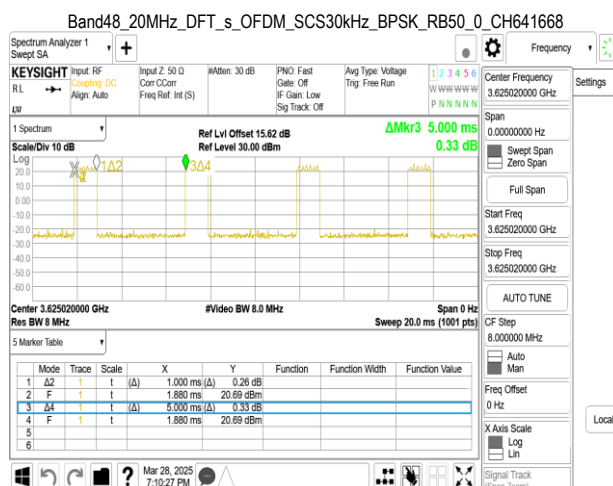 Band48_20MHz_DFT_s_OFDM_SCS30kHz_BPSK_RB50_0_CH641668
Spectrum Analyzer 1
Swept SA
Frequency
KEYSIGHT
RL
Input: RF
Coupling: DC
Align: Auto
Input Z: 50 Ω
Corr CCorr
Freq Ref: Int (S)
#Atten: 30 dB
PNO: Fast
Gate: Off
IF Gain: Low
Sig Track: Off
Avg Type: Voltage
Trig: Free Run
1 2 3 4 5 6
W W W W W W
P N N N N N
Center Frequency
3.625020000 GHz
Settings
Span
0.00000000 Hz
Swept Span
Zero Span
Full Span
Start Freq
3.625020000 GHz
Stop Freq
3.625020000 GHz
AUTO TUNE
CF Step
8.000000 MHz
Auto
Man
Freq Offset
0 Hz
Local
X Axis Scale
Log
Lin
Signal Track
(Span Zoom)
1 Spectrum
Scale/Div 10 dB
Ref Lvl Offset 15.62 dB
Ref Level 30.00 dBm
ΔMkr3 5.000 ms
0.33 dB
Log
20.0
10.0
0.00
-10.0
-20.0
-30.0
-40.0
-50.0
-60.0
1Δ2
3Δ4
Center 3.625020000 GHz
#Video BW 8.0 MHz
Span 0 Hz
Res BW 8 MHz
Sweep 20.0 ms (1001 pts)
5 Marker Table
Mode Trace Scale X Y Function Function Width Function Value
1 Δ2 1 t (Δ) 1.000 ms (Δ) 0.26 dB
2 F 1 t 1.880 ms 20.69 dBm
3 Δ4 1 t (Δ) 5.000 ms (Δ) 0.33 dB
4 F 1 t 1.880 ms 20.69 dBm
5
6
Mar 28, 2025
7:10:27 PM